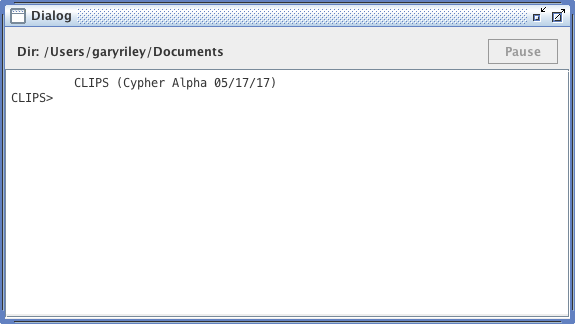 Dialog
Dir: /Users/garyriley/Documents
Pause
CLIPS (Cypher Alpha 05/17/17)
CLIPS>